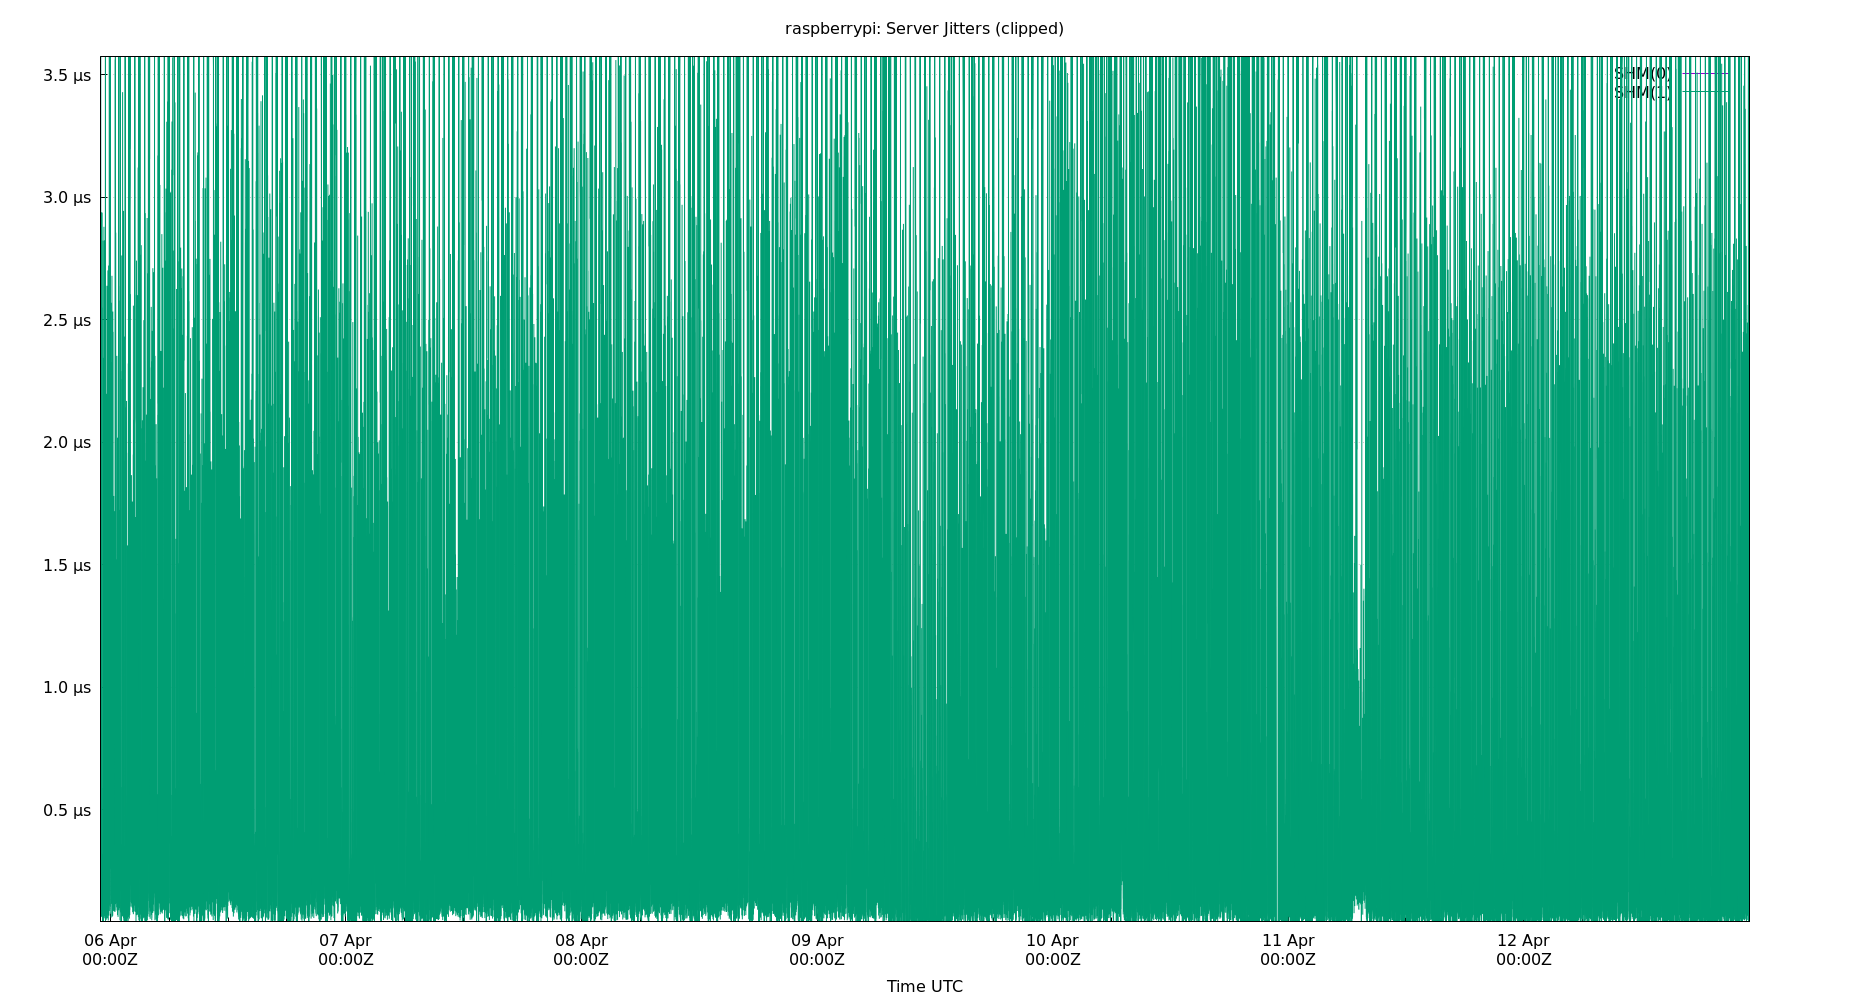 raspberrypi: Server Jitters (clipped)
3.5 µs
SHM(0)
SHM(1)
3.0 µs
2.5 µs
2.0 µs
1.5 µs
1.0 µs
0.5 µs
06 Apr 07 Apr 08 Apr 09 Apr 10 Apr 11 Apr 12 Apr
00:00Z 00:00Z 00:00Z 00:00Z 00:00Z 00:00Z 00:00Z
Time UTC